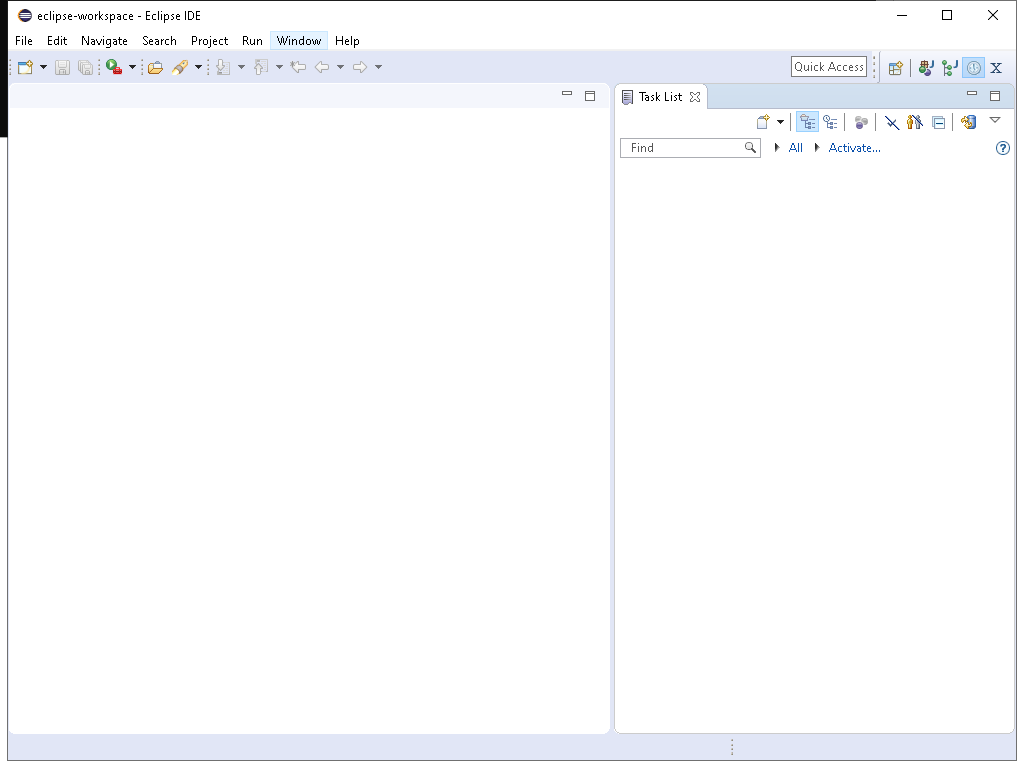 eclipse-workspace - Eclipse IDE
File Edit Navigate Search Project Run Window Help
Quick Access
Task List
Find All Activate...